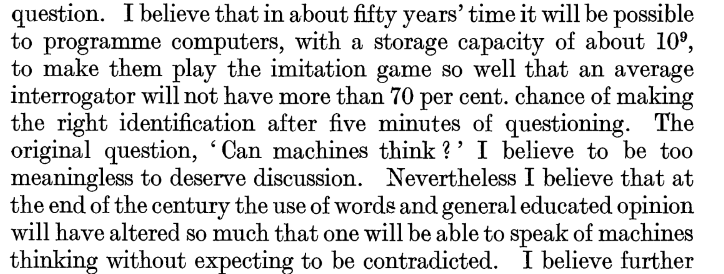 question. I believe that in about fifty years' time it will be possible
to programme computers, with a storage capacity of about 10⁹,
to make them play the imitation game so well that an average
interrogator will not have more than 70 per cent. chance of making
the right identification after five minutes of questioning. The
original question, ‘Can machines think ?’ I believe to be too
meaningless to deserve discussion. Nevertheless I believe that at
the end of the century the use of words and general educated opinion
will have altered so much that one will be able to speak of machines
thinking without expecting to be contradicted. I believe further